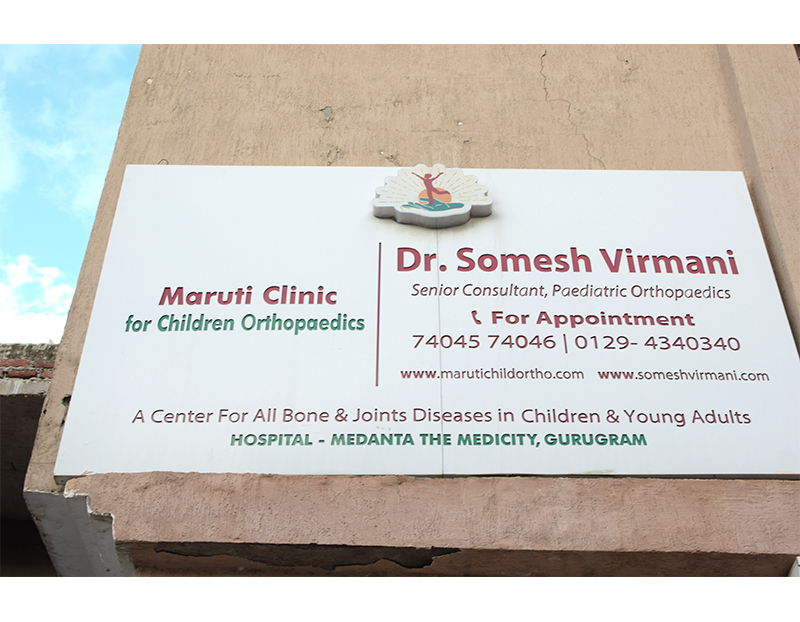 Maruti Clinic
for Children Orthopaedics
Dr. Somesh Virmani
Senior Consultant, Paediatric Orthopaedics
For Appointment
74045 74046 | 0129- 4340340
www.marutichildortho.com www.someshvirmani.com
A Center For All Bone & Joints Diseases in Children & Young Adults
HOSPITAL - MEDANTA THE MEDICITY, GURUGRAM